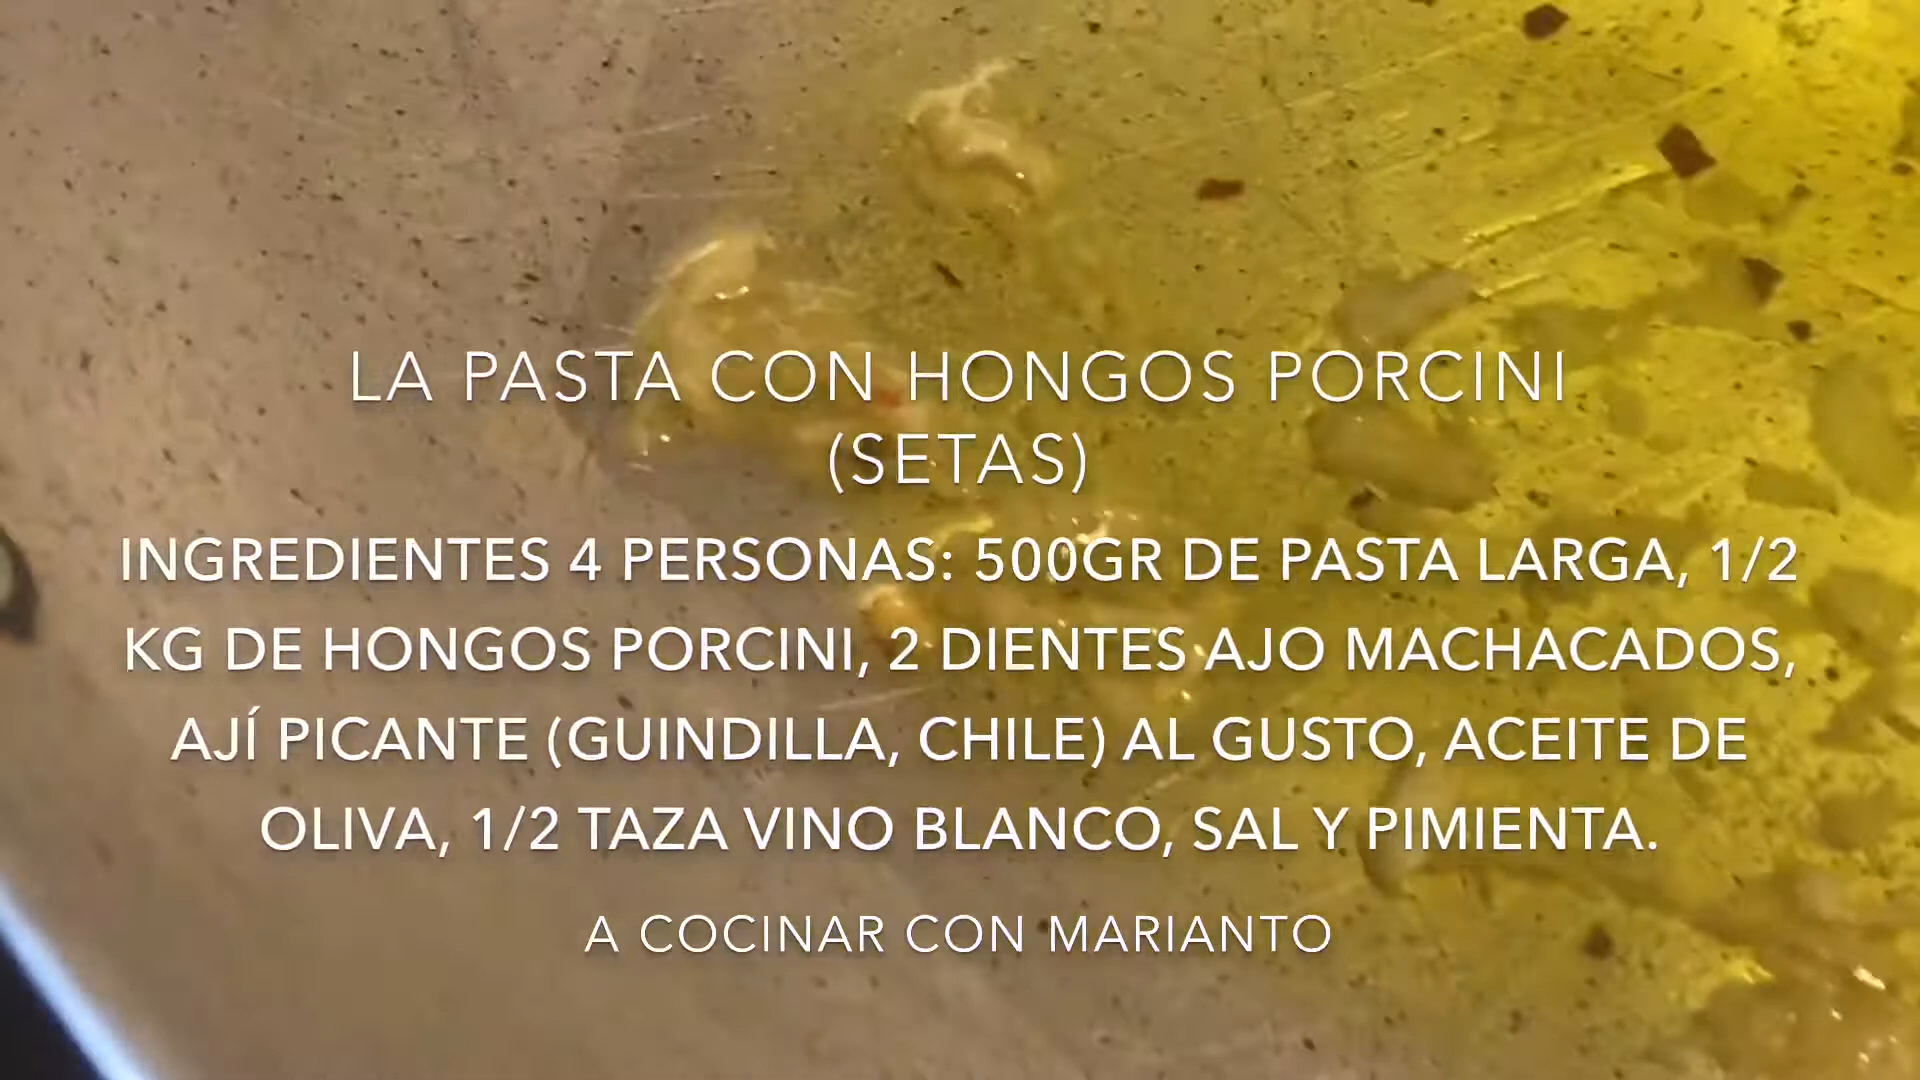 LA PASTA CON HONGOS PORCINI
(SETAS)
INGREDIENTES 4 PERSONAS: 500GR DE PASTA LARGA, 1/2
KG DE HONGOS PORCINI, 2 DIENTES AJO MACHACADOS,
AJÍ PICANTE (GUINDILLA, CHILE) AL GUSTO, ACEITE DE
OLIVA, 1/2 TAZA VINO BLANCO, SAL Y PIMIENTA.
A COCINAR CON MARIANTO